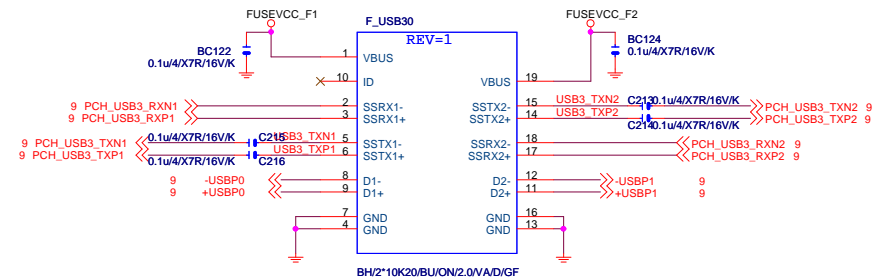 FUSEVCC_F1
FUSEVCC_F2
F_USB30
REV=1
BC122
0.1u/4/X7R/16V/K
BC124
0.1u/4/X7R/16V/K
1 VBUS
10 ID
VBUS 19
9 PCH_USB3_RXN1 2 SSRX1-
9 PCH_USB3_RXP1 3 SSRX1+
SSTX2- 15 USB3_TXN2 C213 0.1u/4/X7R/16V/K PCH_USB3_TXN2 9
SSTX2+ 14 USB3_TXP2 C214 0.1u/4/X7R/16V/K PCH_USB3_TXP2 9
9 PCH_USB3_TXN1 0.1u/4/X7R/16V/K C215 USB3_TXN1 5 SSTX1-
9 PCH_USB3_TXP1 0.1u/4/X7R/16V/K C216 USB3_TXP1 6 SSTX1+
SSRX2- 18 PCH_USB3_RXN2 9
SSRX2+ 17 PCH_USB3_RXP2 9
9 -USBP0 8 D1-
9 +USBP0 9 D1+
D2- 12 -USBP1 9
D2+ 11 +USBP1 9
7 GND
4 GND
GND 16
GND 13
BH/2*10K20/BU/ON/2.0/VA/D/GF